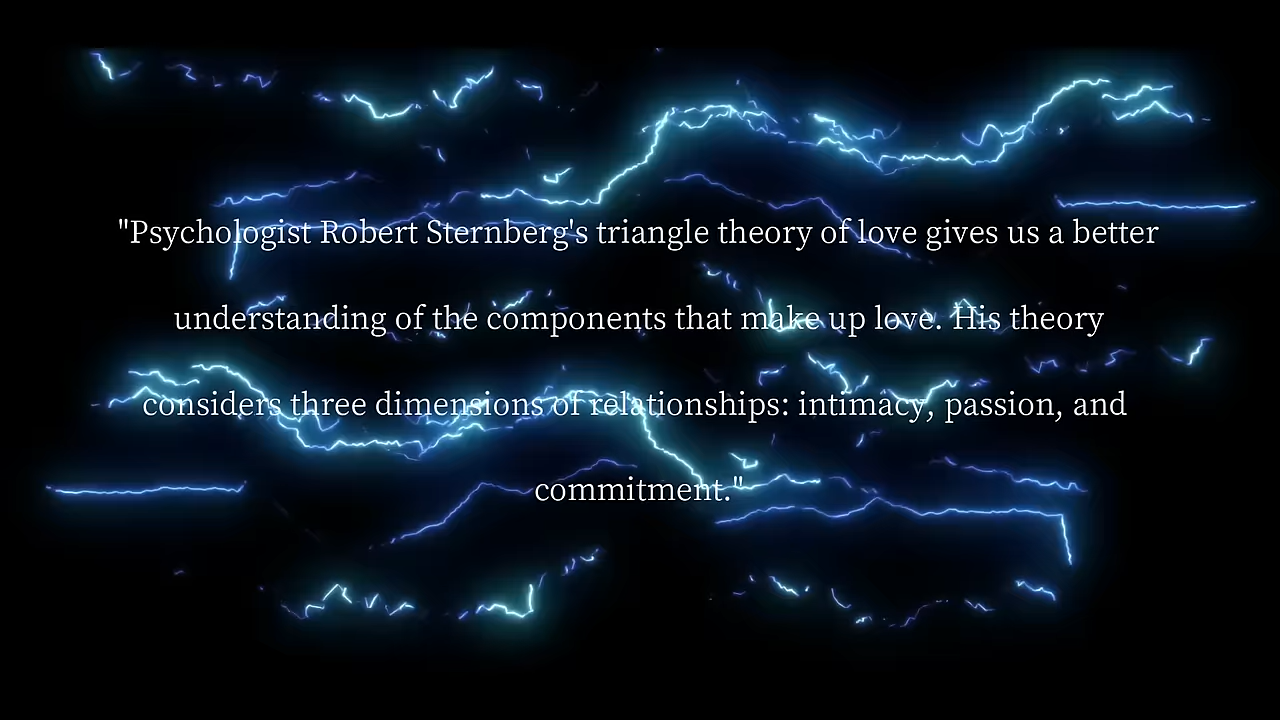 "Psychologist Robert Sternberg's triangle theory of love gives us a better
understanding of the components that make up love. His theory
considers three dimensions of relationships: intimacy, passion, and
commitment."